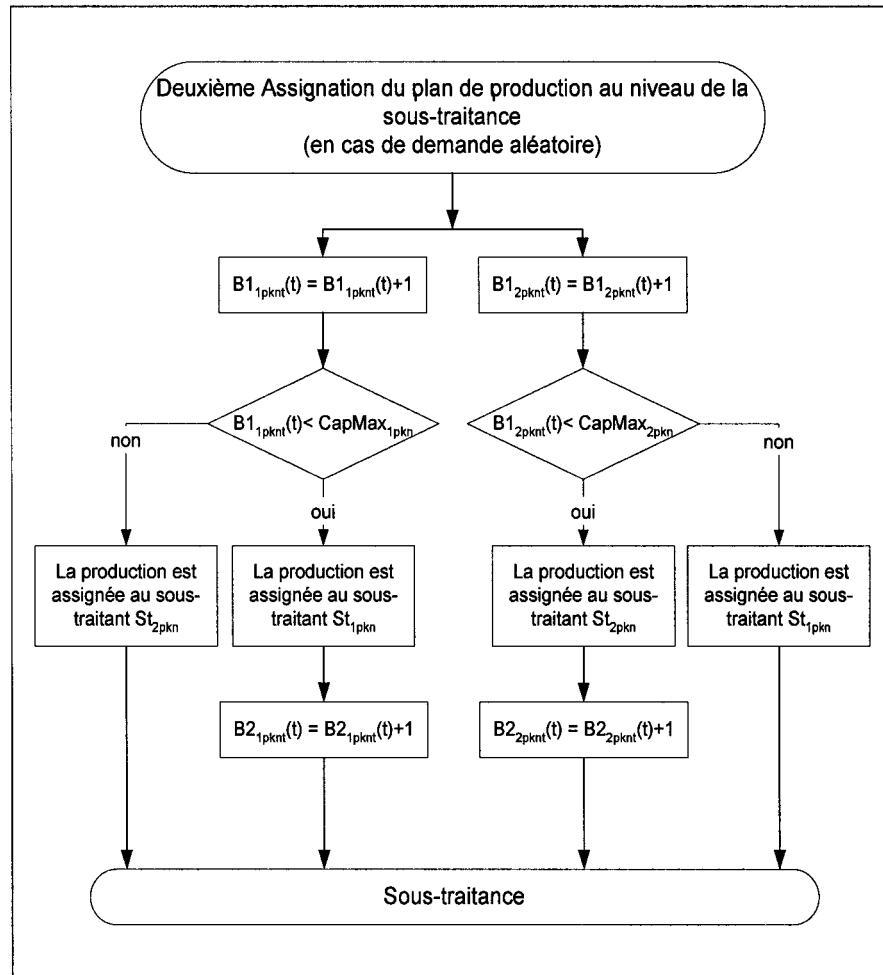 Deuxième Assignation du plan de production au niveau de la
sous-traitance
(en cas de demande aléatoire)
B1₁pknt(t) = B1₁pknt(t)+1
B1₂pknt(t) = B1₂pknt(t)+1
B1₁pknt(t)< CapMax₁pkn
B1₂pknt(t)< CapMax₂pkn
non
oui
oui
non
La production est
assignée au sous-
traitant St₂pkn
La production est
assignée au sous-
traitant St₁pkn
La production est
assignée au sous-
traitant St₂pkn
La production est
assignée au sous-
traitant St₁pkn
B2₁pknt(t) = B2₁pknt(t)+1
B2₂pknt(t) = B2₂pknt(t)+1
Sous-traitance